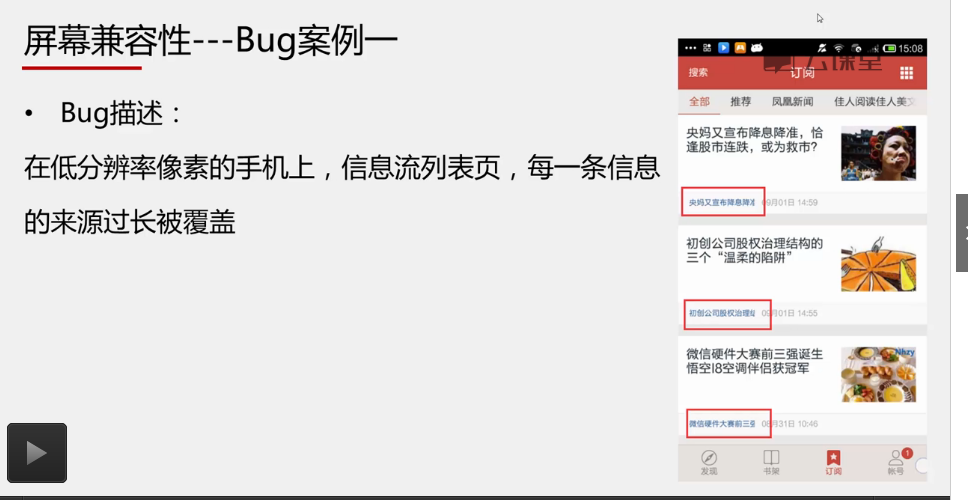 屏幕兼容性---Bug案例一
• Bug描述：
在低分辨率像素的手机上，信息流列表页，每一条信息
的来源过长被覆盖
15:08
云课堂
搜索
订阅
全部 推荐 凤凰新闻 佳人阅读佳人美文
央妈又宣布降息降准，恰
逢股市连跌，或为救市?
央妈又宣布降息降准 09月01日 14:59
初创公司股权治理结构的
三个“温柔的陷阱”
初创公司股权治理结 09月01日 14:55
微信硬件大赛前三强诞生
悟空i8空调伴侣获冠军
Nhzy
微信硬件大赛前三强 08月31日 10:46
发现 书架 订阅 帐号 1